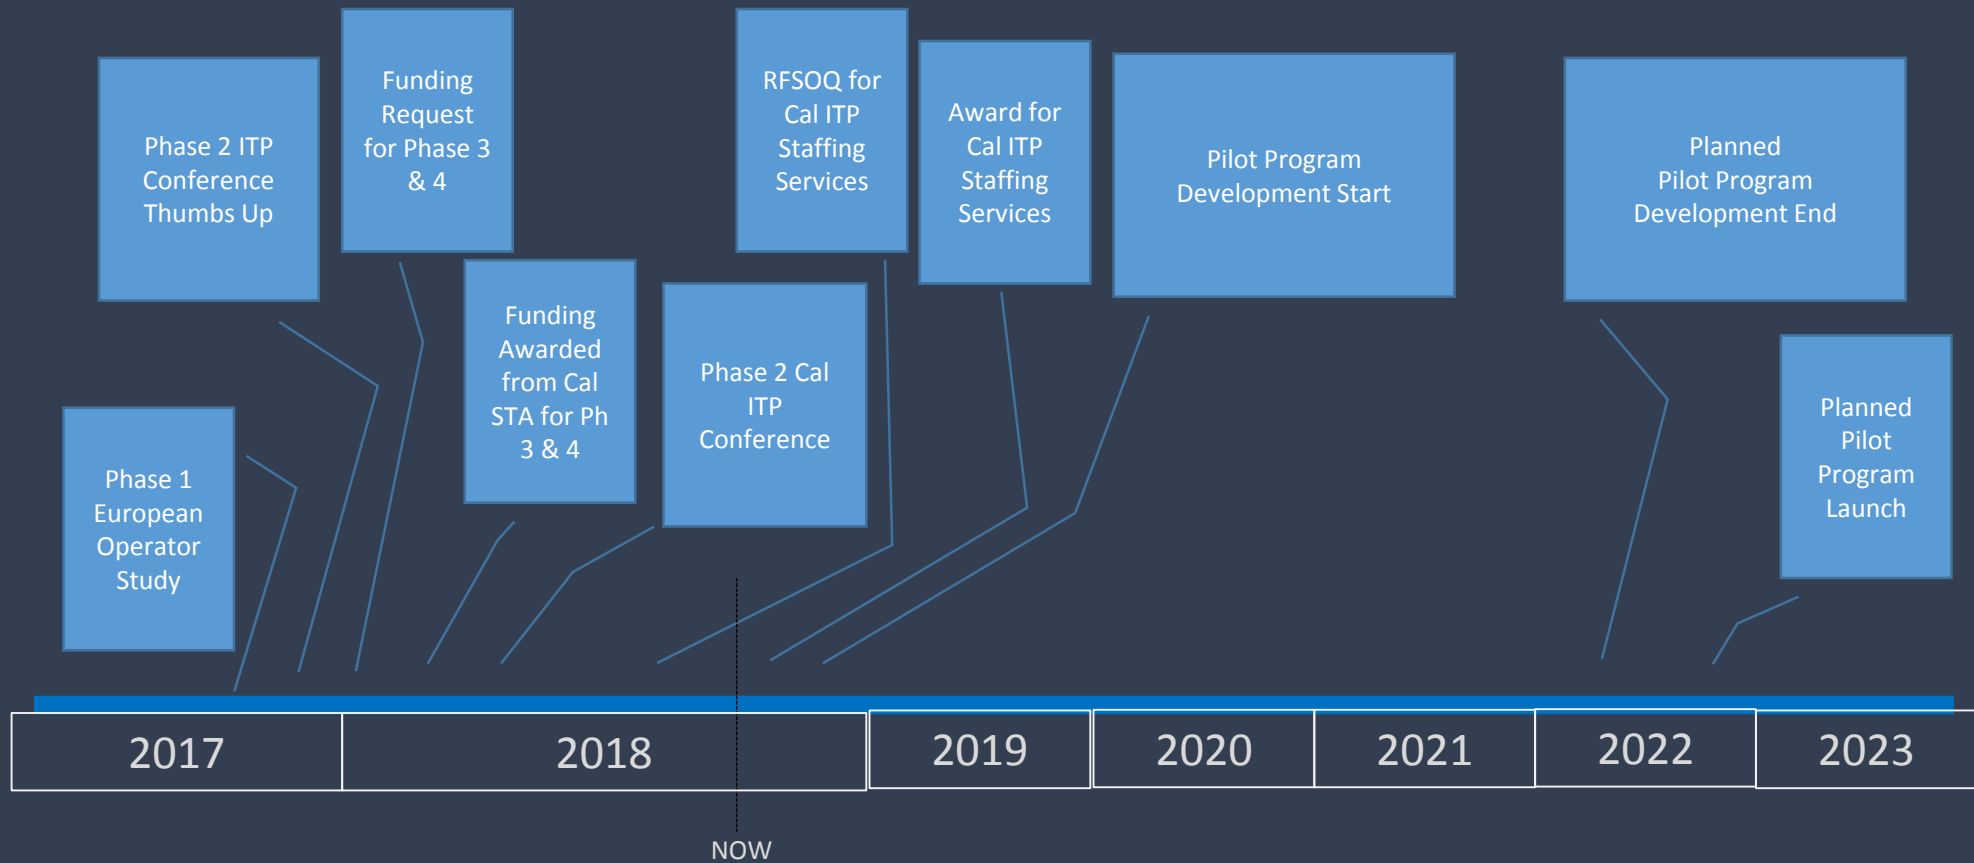 Phase 1
European
Operator
Study
Phase 2 ITP
Conference
Thumbs Up
Funding
Request
for Phase 3
& 4
Funding
Awarded
from Cal
STA for Ph
3 & 4
Phase 2 Cal
ITP
Conference
RFSOQ for
Cal ITP
Staffing
Services
Award for
Cal ITP
Staffing
Services
Pilot Program
Development Start
Planned
Pilot Program
Development End
Planned
Pilot
Program
Launch
2017
2018
2019
2020
2021
2022
2023
NOW